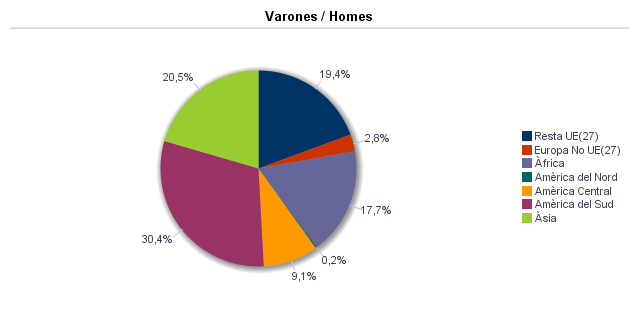 Varones / Homes
19,4%
2,8%
17,7%
0,2%
9,1%
30,4%
20,5%
Resta UE(27)
Europa No UE(27)
Àfrica
Amèrica del Nord
Amèrica Central
Amèrica del Sud
Àsia